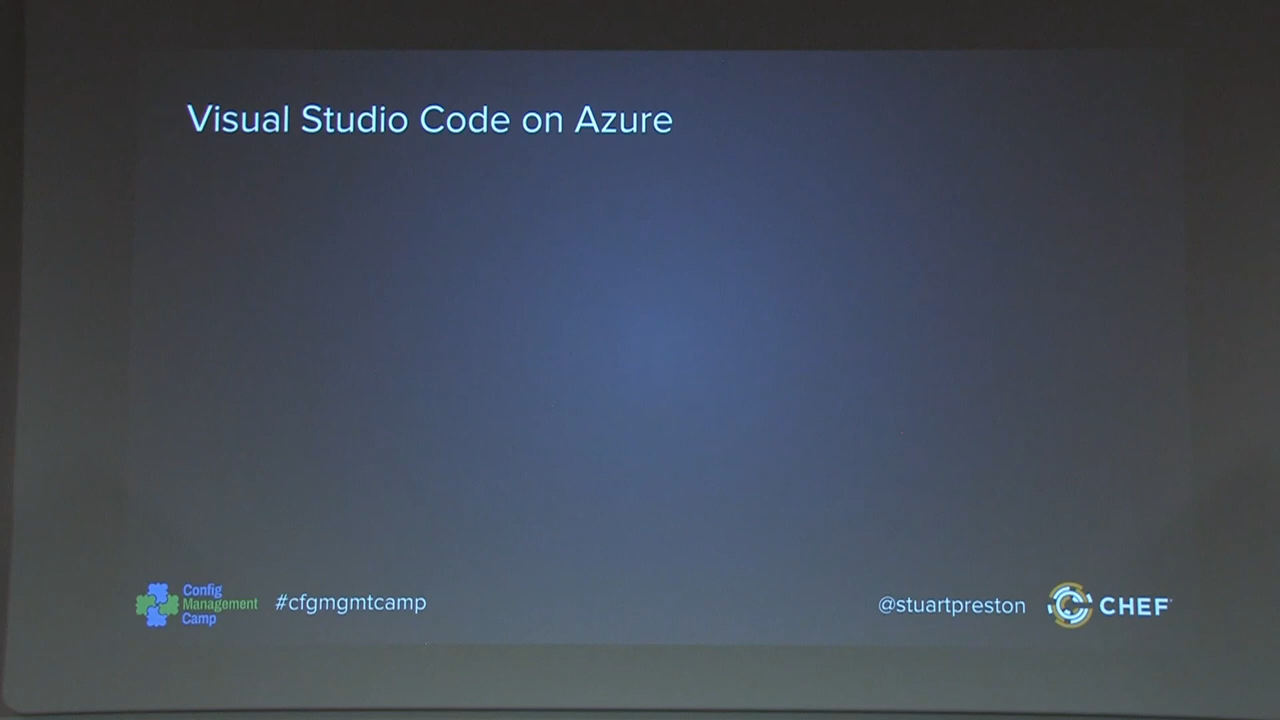 Visual Studio Code on Azure
Config
Management
Camp
#cfgmgmtcamp
@stuartpreston
CHEF